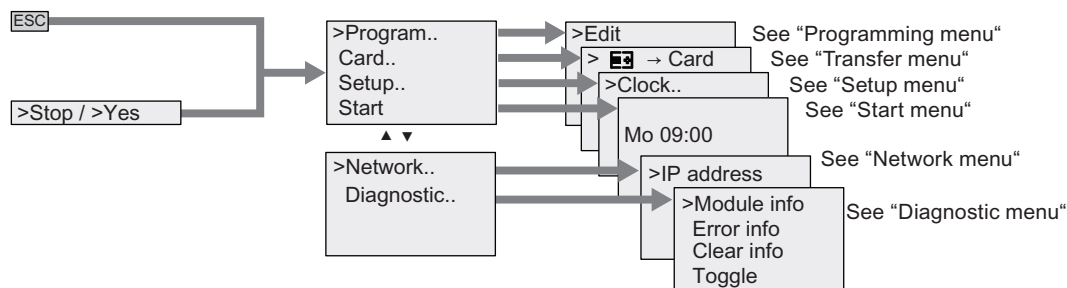 ESC
>Stop / >Yes
>Program..
Card..
Setup..
Start
▲ ▼
>Network..
Diagnostic..
>Edit
> → Card
>Clock..
Mo 09:00
>IP address
>Module info
Error info
Clear info
Toggle
See “Programming menu“
See “Transfer menu“
See “Setup menu“
See “Start menu“
See “Network menu“
See “Diagnostic menu“